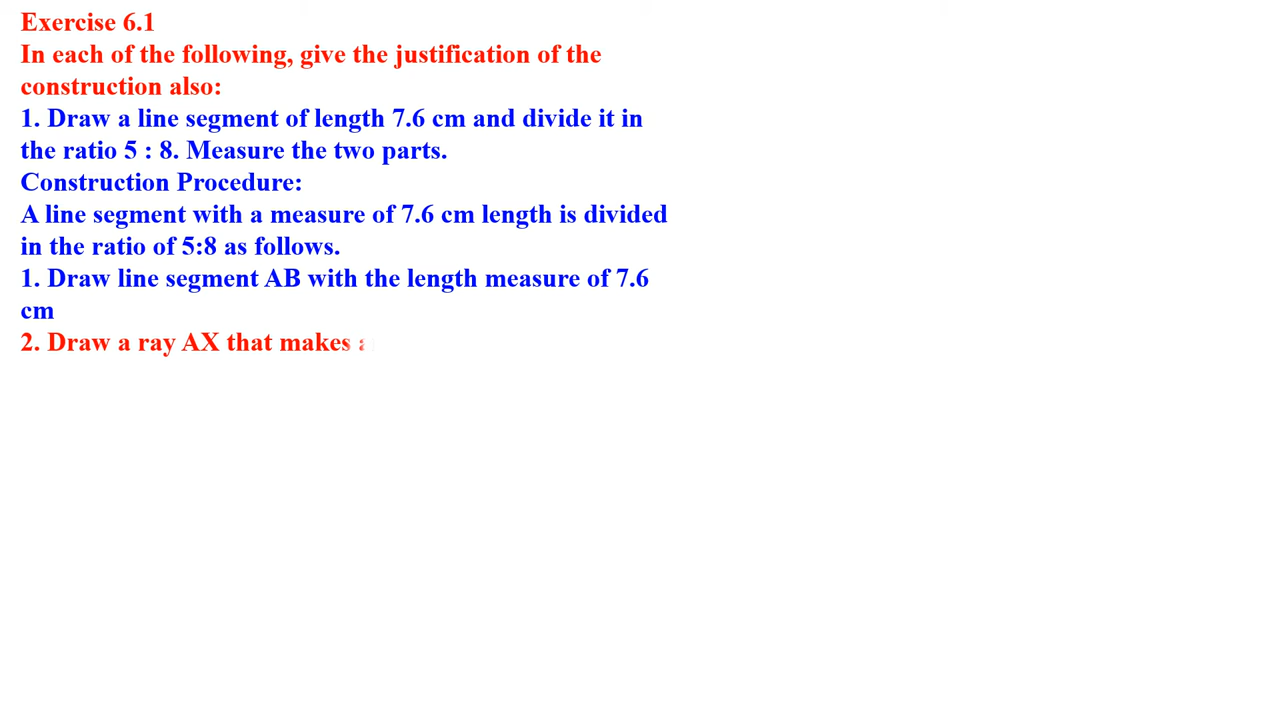 Exercise 6.1
In each of the following, give the justification of the
construction also:
1. Draw a line segment of length 7.6 cm and divide it in
the ratio 5 : 8. Measure the two parts.
Construction Procedure:
A line segment with a measure of 7.6 cm length is divided
in the ratio of 5:8 as follows.
1. Draw line segment AB with the length measure of 7.6
cm
2. Draw a ray AX that makes